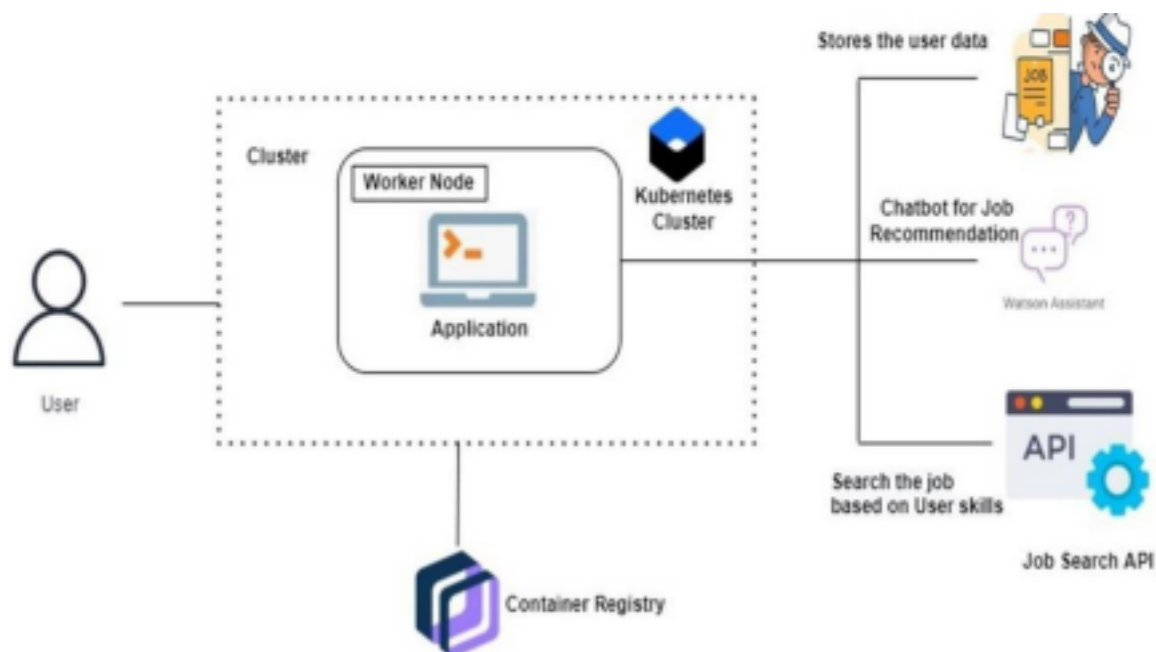 Stores the user data
JOB
Cluster
Worker Node
Kubernetes
Cluster
Application
Chatbot for Job
Recommendation
?
Watson Assistant
User
API
Search the job
based on User skills
Job Search API
Container Registry